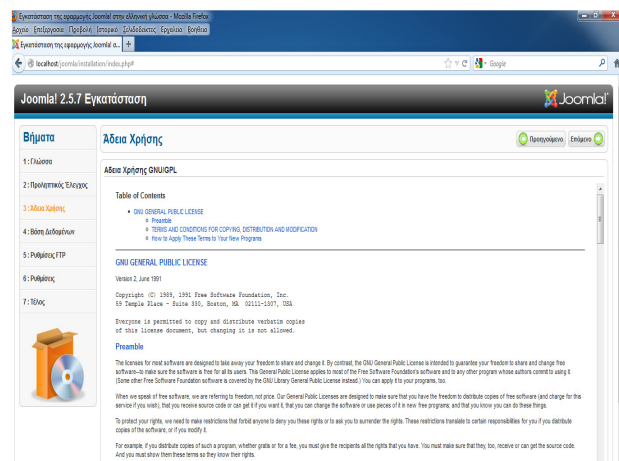 Εγκατάσταση της εφαρμογής Joomla! στην ελληνική γλώσσα - Mozilla Firefox
Αρχείο Επεξεργασία Προβολή Ιστορικό Σελιδοδείκτες Εργαλεία Βοήθεια
Εγκατάσταση της εφαρμογής Joomla! σ... +
localhost/joomla/installation/index.php#
Google
Joomla! 2.5.7 Εγκατάσταση
Joomla!
Βήματα
1 : Γλώσσα
2 : Προληπτικός Έλεγχος
3 : Άδεια Χρήσης
4 : Βάση Δεδομένων
5 : Ρυθμίσεις FTP
6 : Ρυθμίσεις
7 : Τέλος
Άδεια Χρήσης
Προηγούμενο
Επόμενο
Αδεια Χρήσης GNU/GPL
Table of Contents
GNU GENERAL PUBLIC LICENSE
Preamble
TERMS AND CONDITIONS FOR COPYING, DISTRIBUTION AND MODIFICATION
How to Apply These Terms to Your New Programs
GNU GENERAL PUBLIC LICENSE
Version 2, June 1991
Copyright (C) 1989, 1991 Free Software Foundation, Inc.
59 Temple Place - Suite 330, Boston, MA 02111-1307, USA
Everyone is permitted to copy and distribute verbatim copies
of this license document, but changing it is not allowed.
Preamble
The licenses for most software are designed to take away your freedom to share and change it. By contrast, the GNU General Public License is intended to guarantee your freedom to share and change free
software--to make sure the software is free for all its users. This General Public License applies to most of the Free Software Foundation's software and to any other program whose authors commit to using it.
(Some other Free Software Foundation software is covered by the GNU Library General Public License instead.) You can apply it to your programs, too.
When we speak of free software, we are referring to freedom, not price. Our General Public Licenses are designed to make sure that you have the freedom to distribute copies of free software (and charge for this
service if you wish), that you receive source code or can get it if you want it, that you can change the software or use pieces of it in new free programs; and that you know you can do these things.
To protect your rights, we need to make restrictions that forbid anyone to deny you these rights or to ask you to surrender the rights. These restrictions translate to certain responsibilities for you if you distribute
copies of the software, or if you modify it.
For example, if you distribute copies of such a program, whether gratis or for a fee, you must give the recipients all the rights that you have. You must make sure that they, too, receive or can get the source code.
And you must show them these terms so they know their rights.